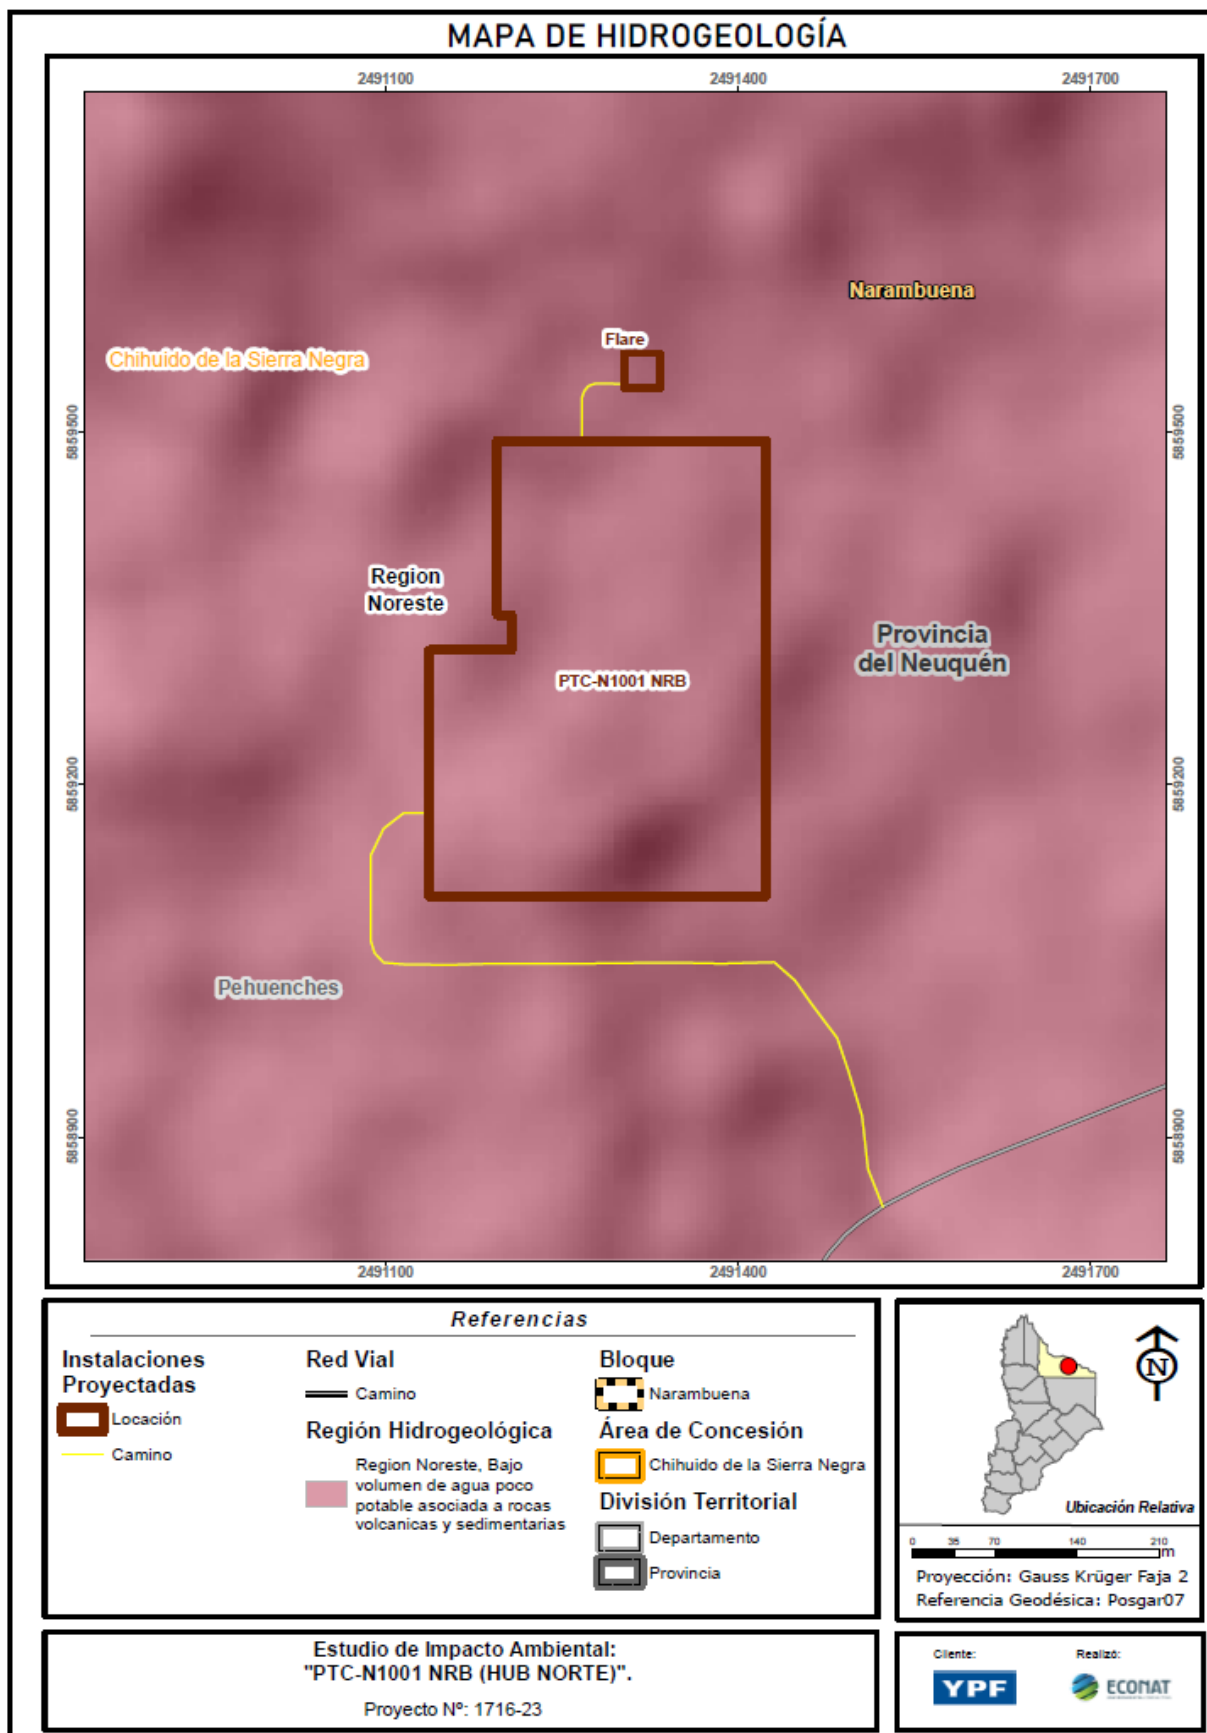 MAPA DE HIDROGEOLOGÍA
2491100 2491400 2491700
Narambuena
Flare
Chihuido de la Sierra Negra
5859500 5859500
Region
Noreste
Provincia
del Neuquén
PTC-N1001 NRB
5859200 5859200
Pehuenches
5858900 5858900
2491100 2491400 2491700
Referencias
Instalaciones
Proyectadas
Locación
Camino
Red Vial
Camino
Región Hidrogeológica
Region Noreste, Bajo
volumen de agua poco
potable asociada a rocas
volcanicas y sedimentarias
Bloque
Narambuena
Área de Concesión
Chihuido de la Sierra Negra
División Territorial
Departamento
Provincia
N
Ubicación Relativa
0 35 70 140 210
m
Proyección: Gauss Krüger Faja 2
Referencia Geodésica: Posgar07
Estudio de Impacto Ambiental:
"PTC-N1001 NRB (HUB NORTE)".
Proyecto Nº: 1716-23
Cliente: Realizó:
YPF ECONAT